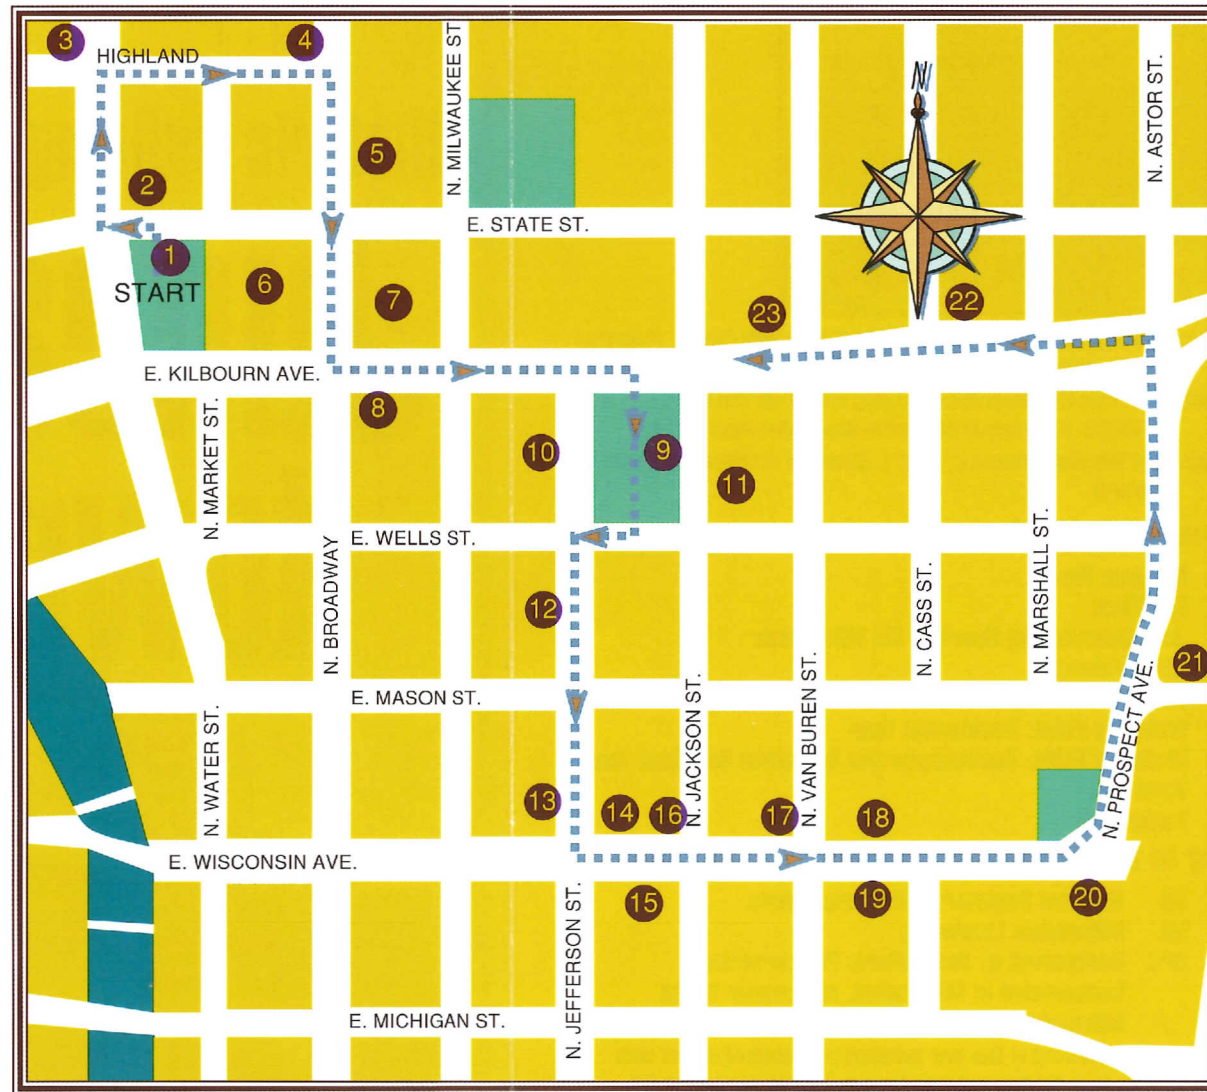 3
4
HIGHLAND
N. MILWAUKEE ST
N
N. ASTOR ST.
5
2
E. STATE ST.
1
START
6
7
23
22
E. KILBOURN AVE.
8
N. MARKET ST.
10
9
11
E. WELLS ST.
N. BROADWAY
12
N. CASS ST.
N. MARSHALL ST.
21
E. MASON ST.
N. WATER ST.
N. JACKSON ST.
N. VAN BUREN ST.
N. PROSPECT AVE.
13
14
16
17
18
E. WISCONSIN AVE.
N. JEFFERSON ST.
15
19
20
E. MICHIGAN ST.